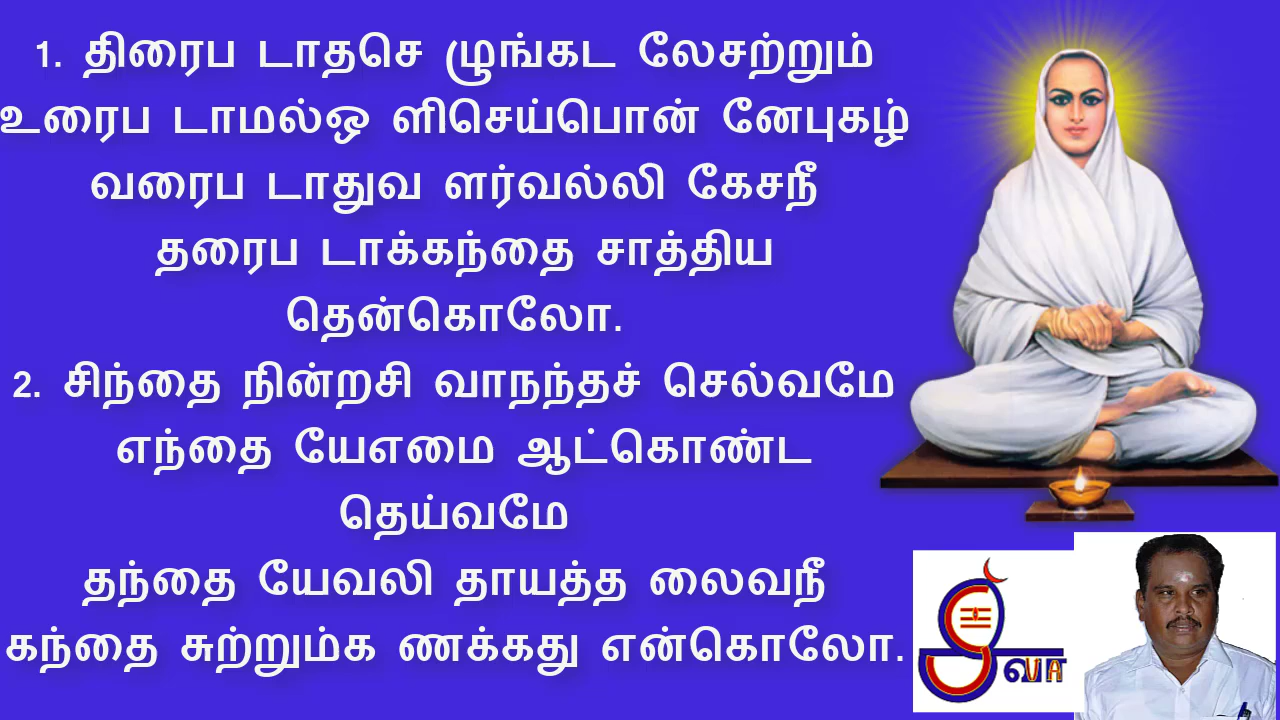 1. திரைப டாதசெ ழுங்கட லேசற்றும்
உரைப டாமல்ஒ ளிசெய்பொன் னேபுகழ்
வரைப டாதுவ ளர்வல்லி கேசநீ
தரைப டாக்கந்தை சாத்திய
தென்கொலோ.
2. சிந்தை நின்றசி வாநந்தச் செல்வமே
எந்தை யேஎமை ஆட்கொண்ட
தெய்வமே
தந்தை யேவலி தாயத்த லைவநீ
கந்தை சுற்றும்க ணக்கது என்கொலோ.
சிவா
VA